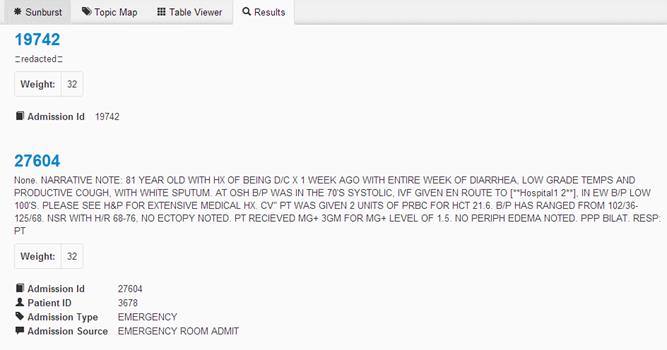 Sunburst Topic Map Table Viewer Results
19742
redacted
Weight: 32
Admission Id 19742
27604
None. NARRATIVE NOTE: 81 YEAR OLD WITH HX OF BEING D/C X 1 WEEK AGO WITH ENTIRE WEEK OF DIARRHEA, LOW GRADE TEMPS AND
PRODUCTIVE COUGH, WITH WHITE SPUTUM. AT OSH B/P WAS IN THE 70'S SYSTOLIC, IVF GIVEN EN ROUTE TO [**Hospital1 2**], IN EW B/P LOW
100'S. PLEASE SEE H&P FOR EXTENSIVE MEDICAL HX. CV" PT WAS GIVEN 2 UNITS OF PRBC FOR HCT 21.6. B/P HAS RANGED FROM 102/36-
125/68. NSR WITH H/R 68-76, NO ECTOPY NOTED. PT RECIEVED MG+ 3GM FOR MG+ LEVEL OF 1.5. NO PERIPH EDEMA NOTED. PPP BILAT. RESP:
PT
Weight: 32
Admission Id 27604
Patient ID 3678
Admission Type EMERGENCY
Admission Source EMERGENCY ROOM ADMIT